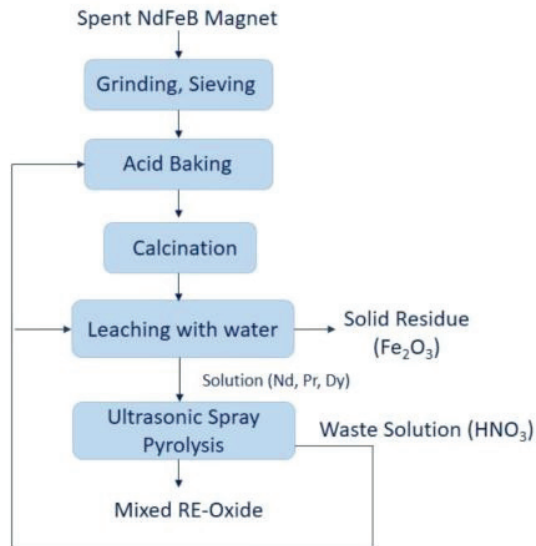 Spent NdFeB Magnet
Grinding, Sieving
Acid Baking
Calcination
Leaching with water
Solid Residue
(Fe₂O₃)
Solution (Nd, Pr, Dy)
Ultrasonic Spray
Pyrolysis
Waste Solution (HNO₃)
Mixed RE-Oxide